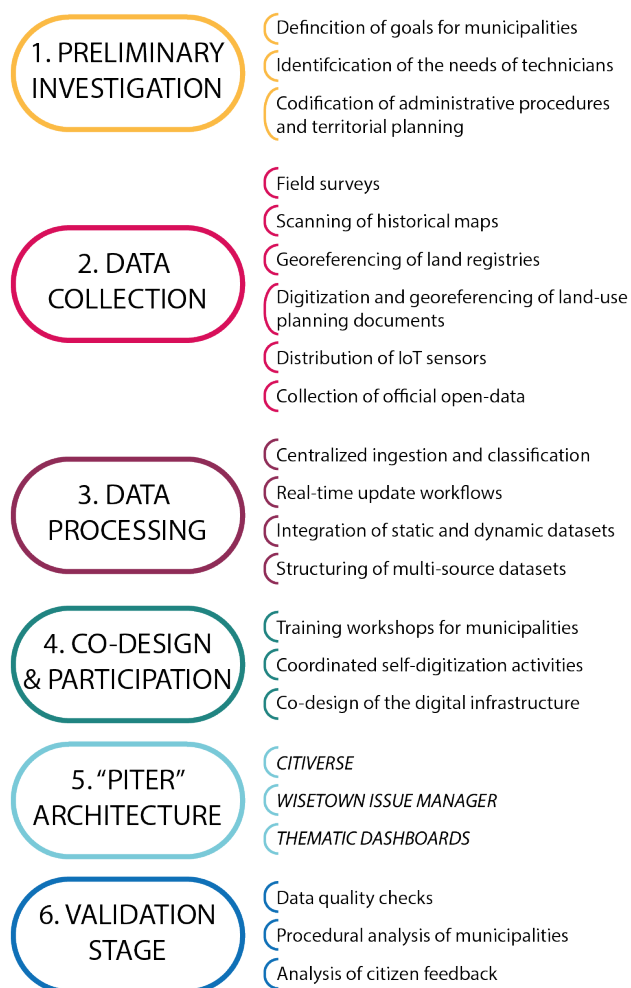 1. PRELIMINARY
INVESTIGATION
Defincition of goals for municipalities
Identifcication of the needs of technicians
Codification of administrative procedures
and territorial planning
2. DATA
COLLECTION
Field surveys
Scanning of historical maps
Georeferencing of land registries
Digitization and georeferencing of land-use
planning documents
Distribution of IoT sensors
Collection of official open-data
3. DATA
PROCESSING
Centralized ingestion and classification
Real-time update workflows
Integration of static and dynamic datasets
Structuring of multi-source datasets
4. CO-DESIGN
& PARTICIPATION
Training workshops for municipalities
Coordinated self-digitization activities
Co-design of the digital infrastructure
5. “PITER”
ARCHITECTURE
CITIVERSE
WISETOWN ISSUE MANAGER
THEMATIC DASHBOARDS
6. VALIDATION
STAGE
Data quality checks
Procedural analysis of municipalities
Analysis of citizen feedback